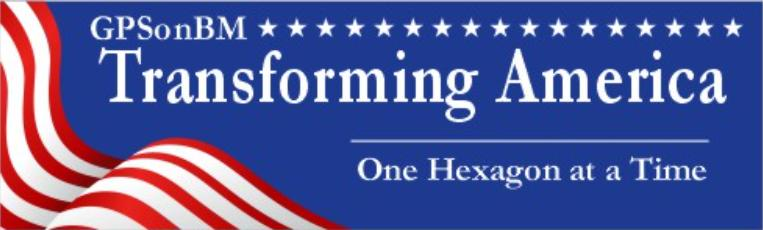 GPSonBM
Transforming America
One Hexagon at a Time